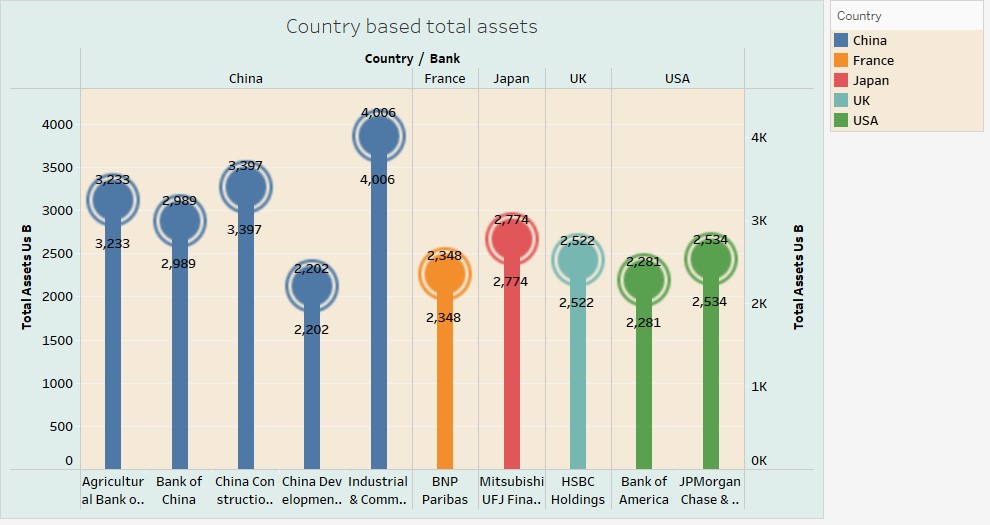 Country based total assets
Country / Bank
China France Japan UK USA
4000
3500
3000
2500
2000
1500
1000
500
0
Total Assets Us B
3,233
3,233
2,989
2,989
3,397
3,397
2,202
2,202
4,006
4,006
2,348
2,348
2,774
2,774
2,522
2,522
2,281
2,281
2,534
2,534
4K
3K
2K
1K
0K
Total Assets Us B
Agricultur
al Bank o..
Bank of
China
China Con
structio..
China Dev
elopmen..
Industrial
& Comm..
BNP
Paribas
Mitsubishi
UFJ Fina..
HSBC
Holdings
Bank of
America
JPMorgan
Chase & ..
Country
China
France
Japan
UK
USA